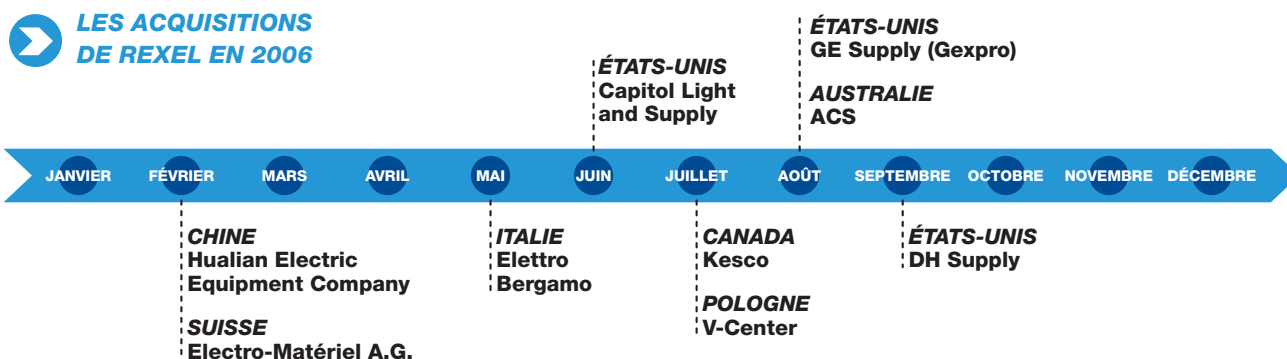 LES ACQUISITIONS
DE REXEL EN 2006
ÉTATS-UNIS
Capitol Light
and Supply
ÉTATS-UNIS
GE Supply (Gexpro)
AUSTRALIE
ACS
JANVIER FÉVRIER MARS AVRIL MAI JUIN JUILLET AOÛT SEPTEMBRE OCTOBRE NOVEMBRE DÉCEMBRE
CHINE
Hualian Electric
Equipment Company
SUISSE
Electro-Matériel A.G.
ITALIE
Elettro
Bergamo
CANADA
Kesco
POLOGNE
V-Center
ÉTATS-UNIS
DH Supply